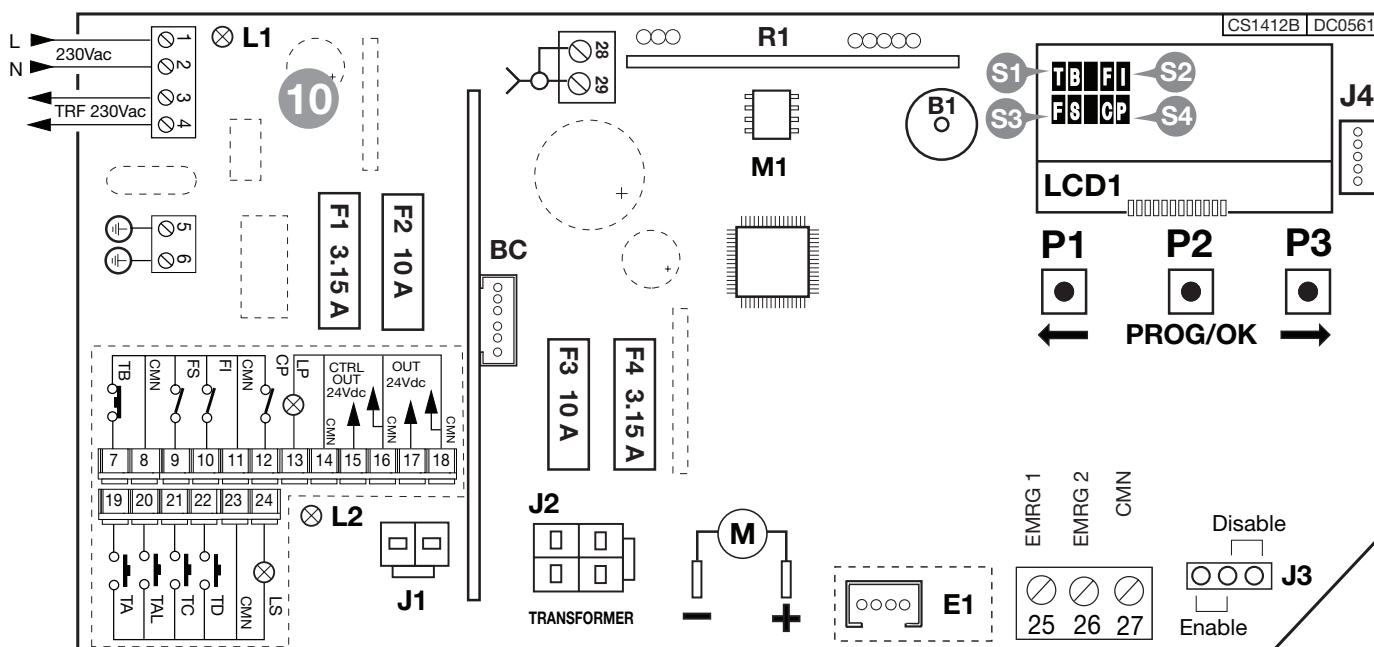 CS1412B DC0561
L
230Vac
N
TRF 230Vac
1
2
3
4
L1
10
28
29
R1
B1
M1
S1
TB FI
S2
S3
FS CP
S4
J4
LCD1
P1
P2
P3
PROG/OK
5
6
F1 3.15 A
F2 10 A
BC
F3 10 A
F4 3.15 A
TB
CMN
FS
FI
CMN
CP
LP
CTRL
OUT
24Vdc
CMN
OUT
24Vdc
CMN
CMN
7 8 9 10 11 12 13 14 15 16 17 18
19 20 21 22 23 24
L2
TA
TAL
TC
TD
CMN
LS
J1
J2
TRANSFORMER
M
E1
EMRG 1
EMRG 2
CMN
25 26 27
Disable
J3
Enable